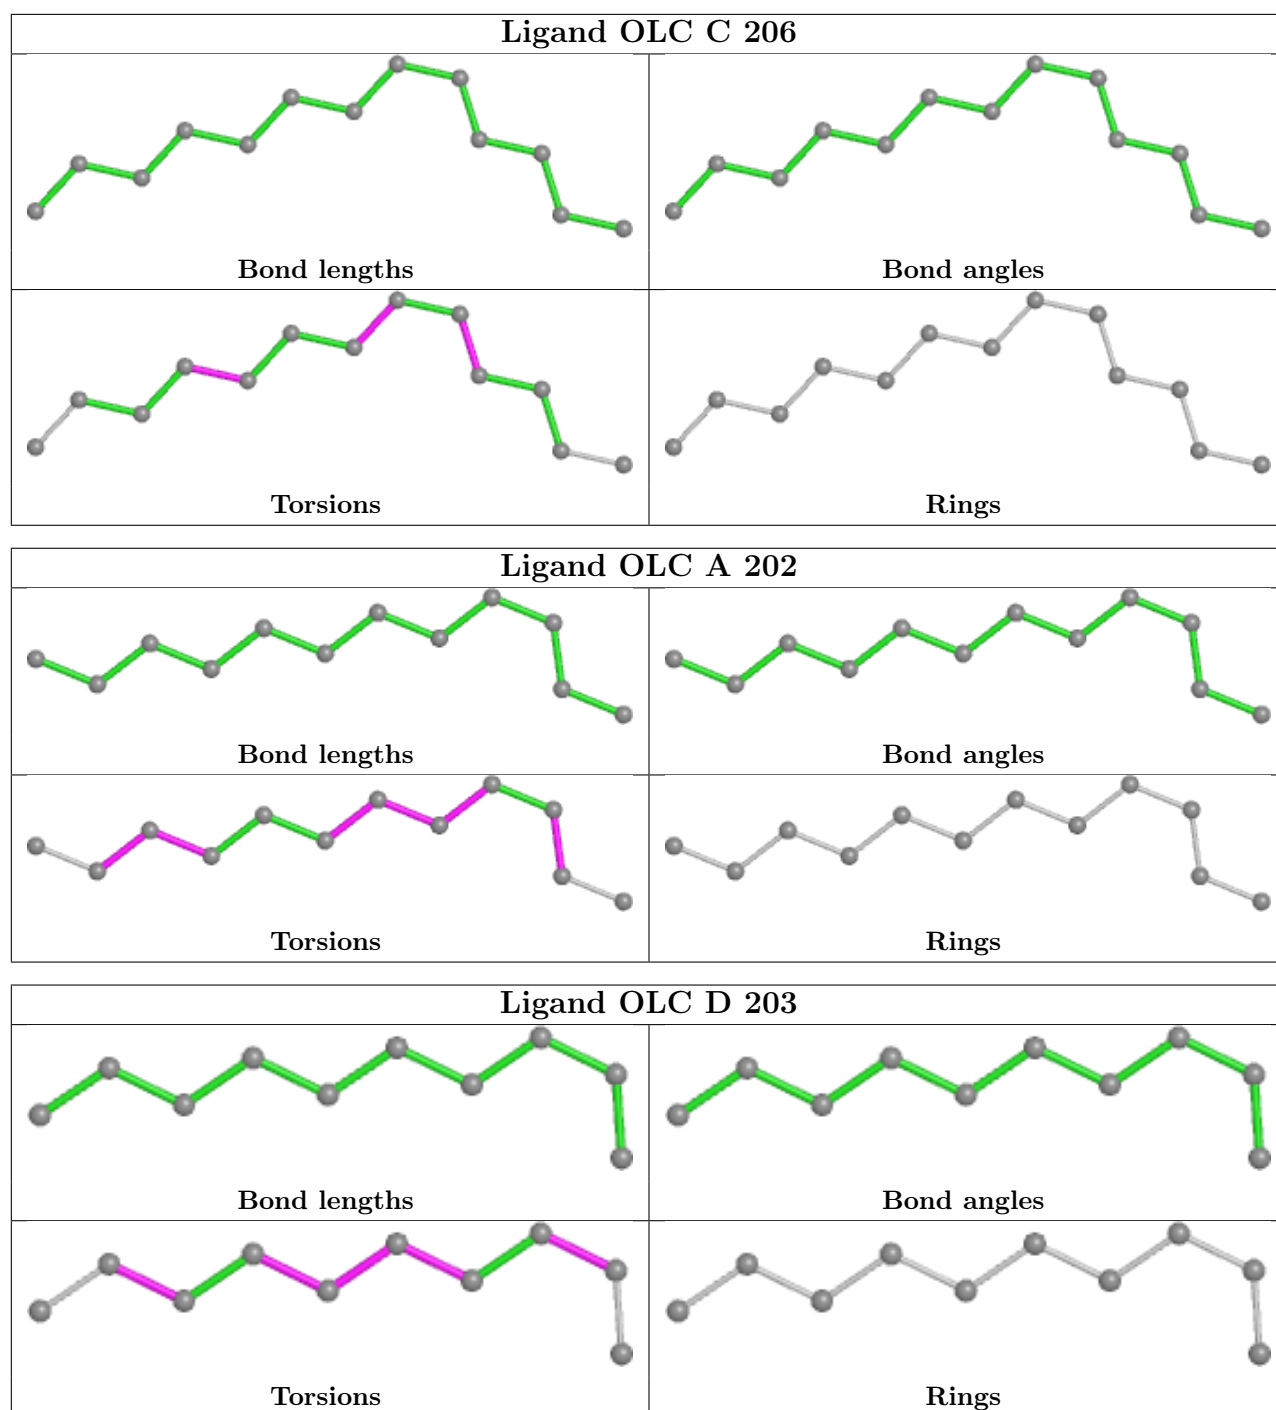 Ligand OLC C 206
Bond lengths
Bond angles
Torsions
Rings
Ligand OLC A 202
Bond lengths
Bond angles
Torsions
Rings
Ligand OLC D 203
Bond lengths
Bond angles
Torsions
Rings